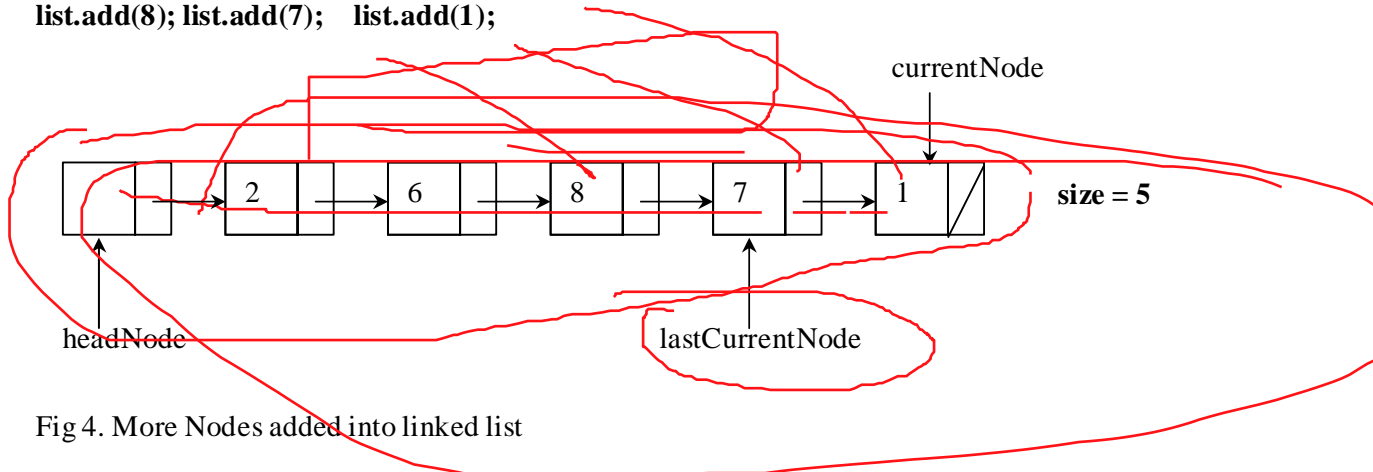 list.add(8); list.add(7); list.add(1);
currentNode
2 6 8 7 1 size = 5
headNode lastCurrentNode
Fig 4. More Nodes added into linked list